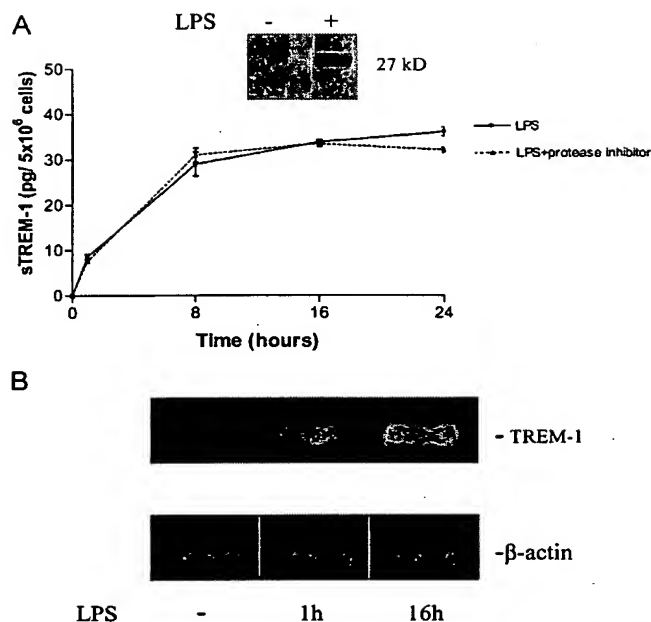 A
LPS - +
27 kD
50
40
30
20
10
0
sTREM-1 (pg/ 5x10⁶ cells)
0 8 16 24
Time (hours)
LPS
LPS+protease inhibitor
B
- TREM-1
-β-actin
LPS - 1h 16h